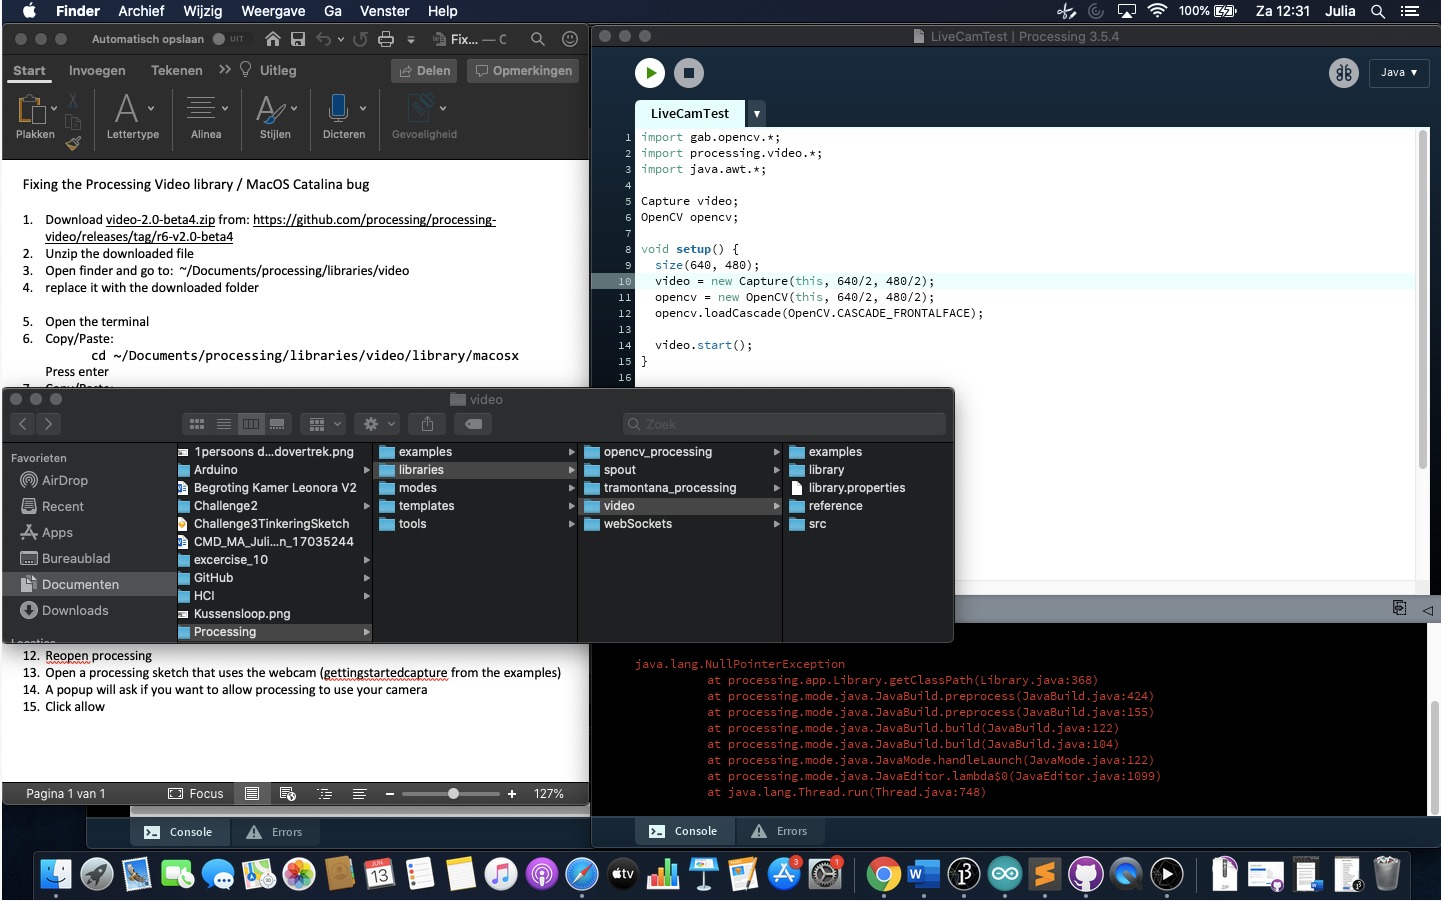 Finder Archief Wijzig Weergave Ga Venster Help
100% Za 12:31 Julia
Automatisch opslaan UIT
Fix... — C
Start Invoegen Tekenen Uitleg
Delen Opmerkingen
Plakken Lettertype Alinea Stijlen Dicteren Gevoeligheid
Fixing the Processing Video library / MacOS Catalina bug
1. Download video-2.0-beta4.zip from: https://github.com/processing/processing-
video/releases/tag/r6-v2.0-beta4
2. Unzip the downloaded file
3. Open finder and go to: ~/Documents/processing/libraries/video
4. replace it with the downloaded folder
5. Open the terminal
6. Copy/Paste:
cd ~/Documents/processing/libraries/video/library/macosx
Press enter
LiveCamTest | Processing 3.5.4
Java ▾
LiveCamTest ▾
1 import gab.opencv.*;
2 import processing.video.*;
3 import java.awt.*;
4
5 Capture video;
6 OpenCV opencv;
7
8 void setup() {
9 size(640, 480);
10 video = new Capture(this, 640/2, 480/2);
11 opencv = new OpenCV(this, 640/2, 480/2);
12 opencv.loadCascade(OpenCV.CASCADE_FRONTALFACE);
13
14 video.start();
15 }
16
video
Zoek
Favorieten
AirDrop
Recent
Apps
Bureaublad
Documenten
Downloads
1persoons d...dovertrek.png
Arduino
Begroting Kamer Leonora V2
Challenge2
Challenge3TinkeringSketch
CMD_MA_Juli...n_17035244
excercise_10
GitHub
HCI
Kussensloop.png
Processing
examples
libraries
modes
templates
tools
opencv_processing
spout
tramontana_processing
video
webSockets
examples
library
library.properties
reference
src
12. Reopen processing
13. Open a processing sketch that uses the webcam (gettingstartedcapture from the examples)
14. A popup will ask if you want to allow processing to use your camera
15. Click allow
Pagina 1 van 1 Focus 127%
java.lang.NullPointerException
at processing.app.Library.getClassPath(Library.java:368)
at processing.mode.java.JavaBuild.preprocess(JavaBuild.java:424)
at processing.mode.java.JavaBuild.preprocess(JavaBuild.java:155)
at processing.mode.java.JavaBuild.build(JavaBuild.java:122)
at processing.mode.java.JavaBuild.build(JavaBuild.java:104)
at processing.mode.java.JavaMode.handleLaunch(JavaMode.java:122)
at processing.mode.java.JavaEditor.lambda$0(JavaEditor.java:1099)
at java.lang.Thread.run(Thread.java:748)
Console Errors
Console Errors
JUN. 13
tv
3
1